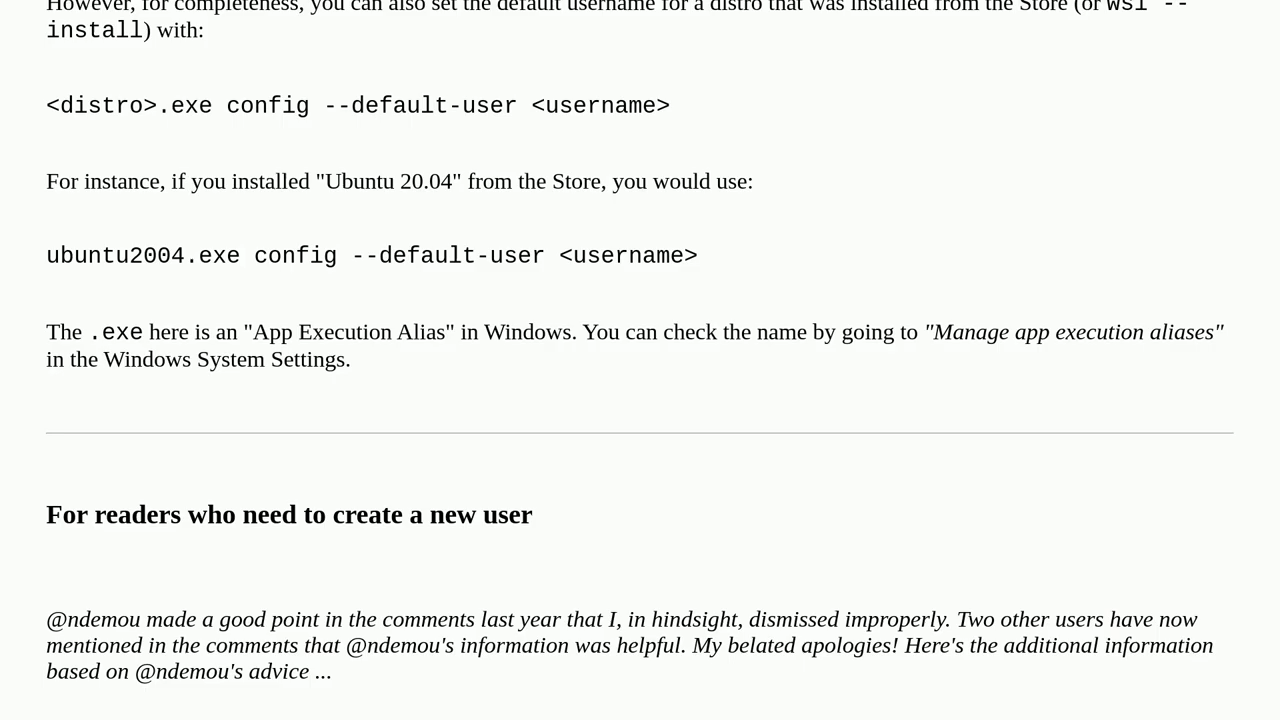 However, for completeness, you can also set the default username for a distro that was installed from the Store (or wsl --
install) with:
<distro>.exe config --default-user <username>
For instance, if you installed "Ubuntu 20.04" from the Store, you would use:
ubuntu2004.exe config --default-user <username>
The .exe here is an "App Execution Alias" in Windows. You can check the name by going to "Manage app execution aliases"
in the Windows System Settings.
For readers who need to create a new user
@ndemou made a good point in the comments last year that I, in hindsight, dismissed improperly. Two other users have now
mentioned in the comments that @ndemou's information was helpful. My belated apologies! Here's the additional information
based on @ndemou's advice ...